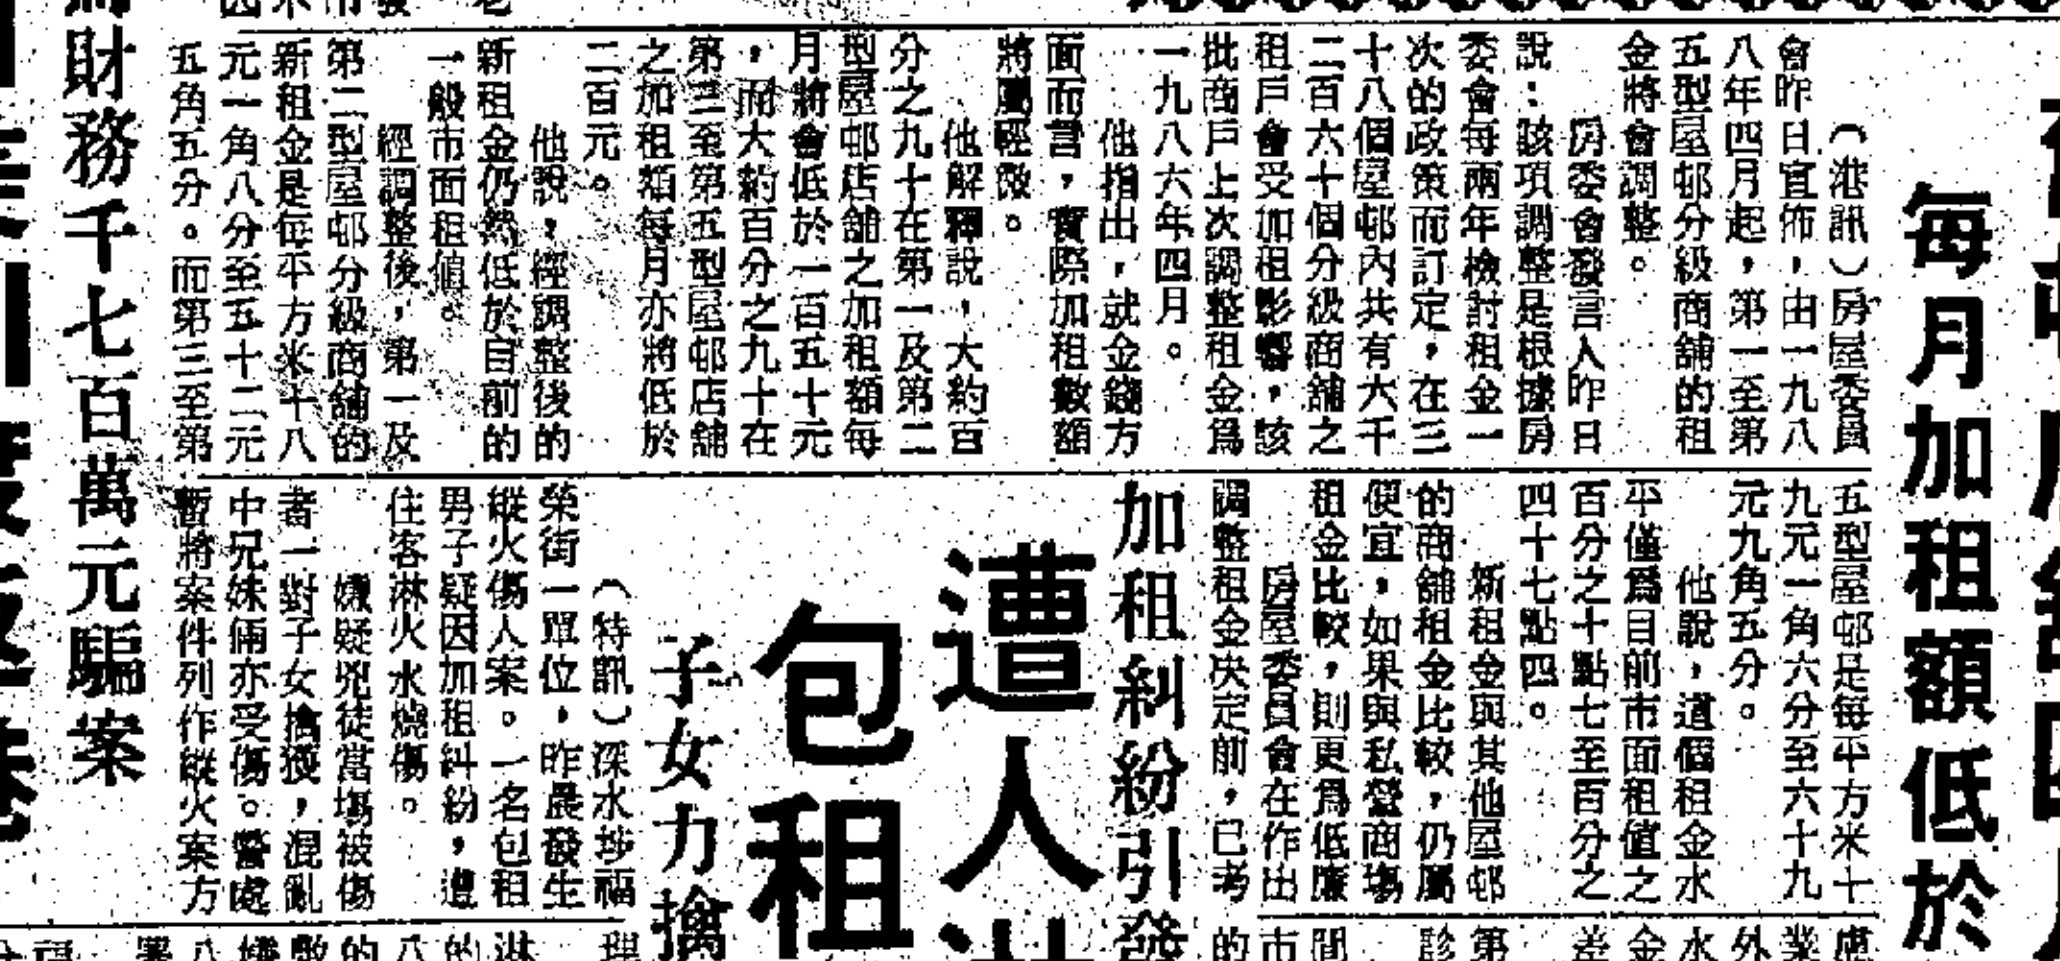 每月加租額低於
（港訊）房屋委員
會昨日宣佈，由一九八
八年四月起，第一至第
五型屋邨分級商舖的租
金將會調整。
房委會發言人昨日
說：該項調整是根據房
委會每兩年檢討租金一
次的政策而訂定，在三
十八個屋邨內共有六千
二百六十個分級商舖之
租戶會受加租影響，該
批商戶上次調整租金爲
一九八六年四月。
他指出，就金錢方
面而言，實際加租數額
將屬輕微。
他解釋說，大約百
分之九十在第一及第二
型屋邨店舖之加租額每
月將會低於一百五十元
，而大約百分之九十在
第三至第五型屋邨店舖
之加租額每月亦將低於
二百元。
他說，經調整後的
新租金仍然低於目前的
一般市面租值。
經調整後，第一及
第二型屋邨分級商舖的
新租金是每平方米十八
元一角八分至五十二元
五角五分。而第三至第
五型屋邨是每平方米十
九元一角六分至六十九
元九角五分。
他說，這個租金水
平僅爲目前市面租值之
百分之十點七至百分之
四十七點四。
新租金與其他屋邨
的商舖租金比較，仍屬
便宜，如果與私營商場
租金比較，則更爲低廉
房屋委員會在作出
調整租金决定前，已考
加租糾紛引發
遭人
包租
子女力擒
（特訊）深水埗福
榮街一單位，昨晨發生
縱火傷人案。一名包租
男子疑因加租糾紛，遭
住客淋火水燒傷。
嫌疑兇徒當場被傷
者一對子女擒獲，混亂
中兄妹倆亦受傷。警處
暫將案件列作縱火案方
財務千七百萬元騙案